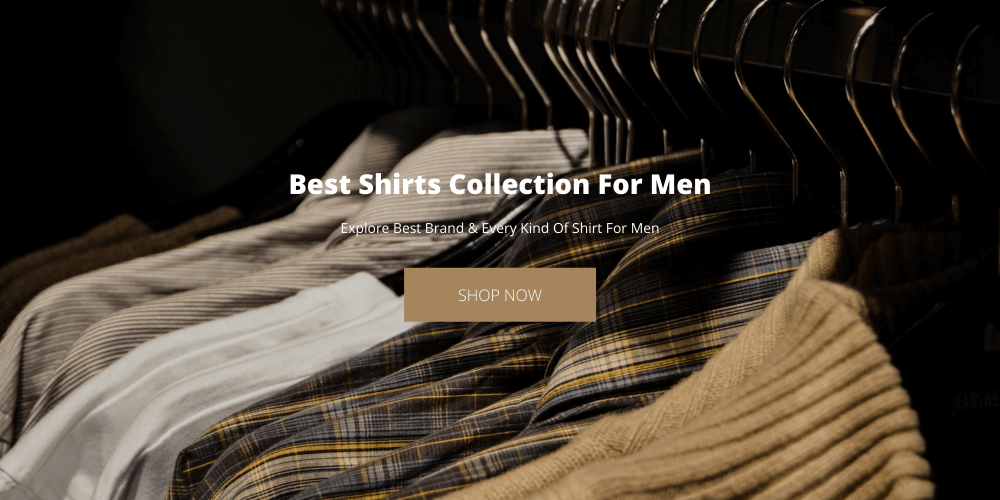 Best Shirts Collection For Men
Explore Best Brand & Every Kind Of Shirt For Men
SHOP NOW